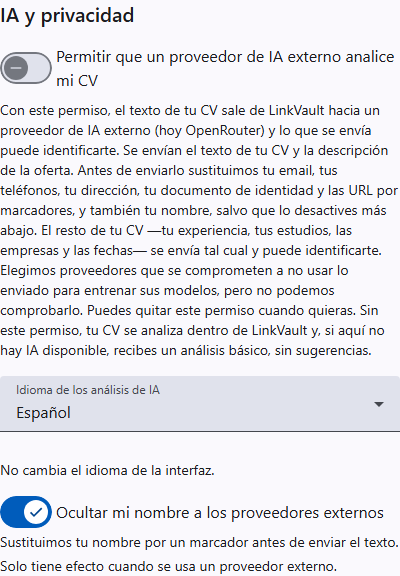 IA y privacidad
Permitir que un proveedor de IA externo analice
mi CV
Con este permiso, el texto de tu CV sale de LinkVault hacia un
proveedor de IA externo (hoy OpenRouter) y lo que se envía
puede identificarte. Se envían el texto de tu CV y la descripción
de la oferta. Antes de enviarlo sustituimos tu email, tus
teléfonos, tu dirección, tu documento de identidad y las URL por
marcadores, y también tu nombre, salvo que lo desactives más
abajo. El resto de tu CV —tu experiencia, tus estudios, las
empresas y las fechas— se envía tal cual y puede identificarte.
Elegimos proveedores que se comprometen a no usar lo
enviado para entrenar sus modelos, pero no podemos
comprobarlo. Puedes quitar este permiso cuando quieras. Sin
este permiso, tu CV se analiza dentro de LinkVault y, si aquí no
hay IA disponible, recibes un análisis básico, sin sugerencias.
Idioma de los análisis de IA
Español
No cambia el idioma de la interfaz.
Ocultar mi nombre a los proveedores externos
Sustituimos tu nombre por un marcador antes de enviar el texto.
Solo tiene efecto cuando se usa un proveedor externo.